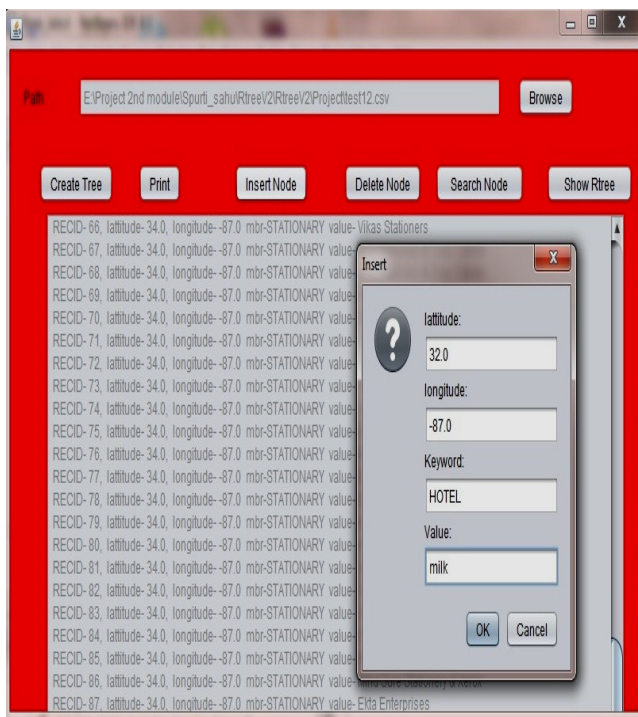 Path E:\Project 2nd module\Spurti_sahu\RtreeV2\RtreeV2\Project\test12.csv Browse
Create Tree Print Insert Node Delete Node Search Node Show Rtree
RECID- 66, lattitude- 34.0, longitude- -87.0 mbr-STATIONARY value- Vikas Stationers
RECID- 67, lattitude- 34.0, longitude- -87.0 mbr-STATIONARY value-
RECID- 68, lattitude- 34.0, longitude- -87.0 mbr-STATIONARY value-
RECID- 69, lattitude- 34.0, longitude- -87.0 mbr-STATIONARY value-
RECID- 70, lattitude- 34.0, longitude- -87.0 mbr-STATIONARY value-
RECID- 71, lattitude- 34.0, longitude- -87.0 mbr-STATIONARY value-
RECID- 72, lattitude- 34.0, longitude- -87.0 mbr-STATIONARY value-
RECID- 73, lattitude- 34.0, longitude- -87.0 mbr-STATIONARY value-
RECID- 74, lattitude- 34.0, longitude- -87.0 mbr-STATIONARY value-
RECID- 75, lattitude- 34.0, longitude- -87.0 mbr-STATIONARY value-
RECID- 76, lattitude- 34.0, longitude- -87.0 mbr-STATIONARY value-
RECID- 77, lattitude- 34.0, longitude- -87.0 mbr-STATIONARY value-
RECID- 78, lattitude- 34.0, longitude- -87.0 mbr-STATIONARY value-
RECID- 79, lattitude- 34.0, longitude- -87.0 mbr-STATIONARY value-
RECID- 80, lattitude- 34.0, longitude- -87.0 mbr-STATIONARY value-
RECID- 81, lattitude- 34.0, longitude- -87.0 mbr-STATIONARY value-
RECID- 82, lattitude- 34.0, longitude- -87.0 mbr-STATIONARY value-
RECID- 83, lattitude- 34.0, longitude- -87.0 mbr-STATIONARY value-
RECID- 84, lattitude- 34.0, longitude- -87.0 mbr-STATIONARY value-
RECID- 85, lattitude- 34.0, longitude- -87.0 mbr-STATIONARY value-
RECID- 86, lattitude- 34.0, longitude- -87.0 mbr-STATIONARY value-
RECID- 87, lattitude- 34.0, longitude- -87.0 mbr-STATIONARY value- Ekta Enterprises
Insert
lattitude:
32.0
longitude:
-87.0
Keyword:
HOTEL
Value:
milk
OK Cancel